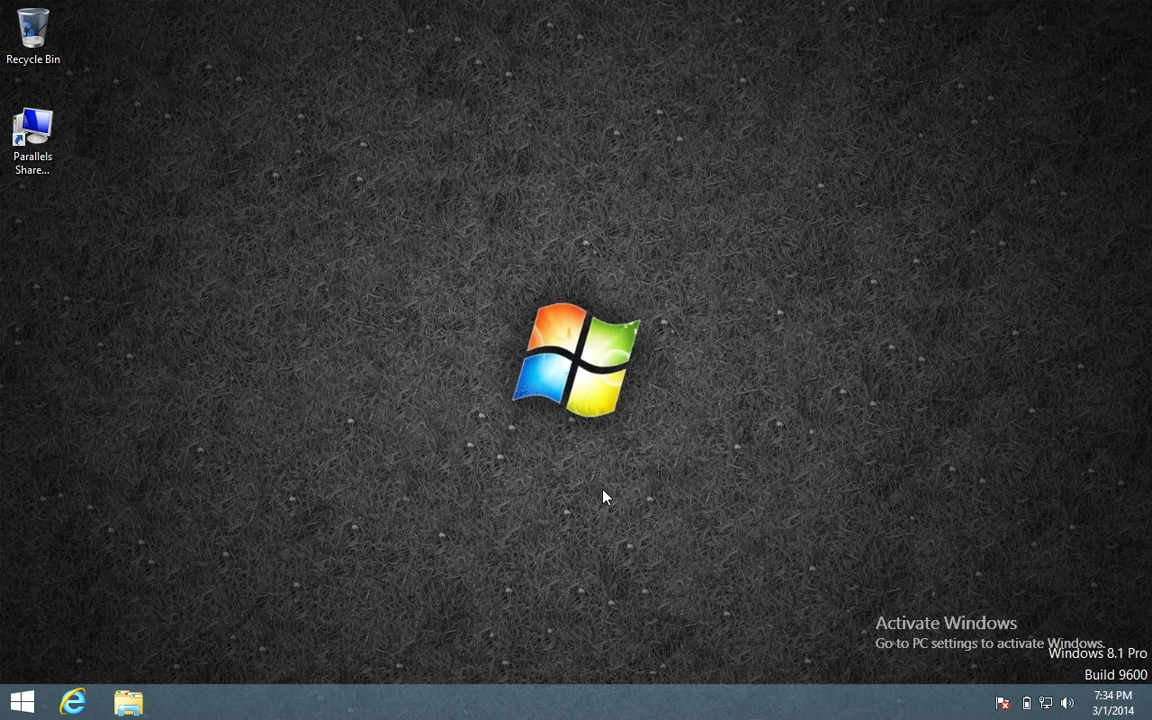 Recycle Bin
Parallels
Share...
Activate Windows
Go to PC settings to activate Windows.
Windows 8.1 Pro
Build 9600
7:34 PM
3/1/2014